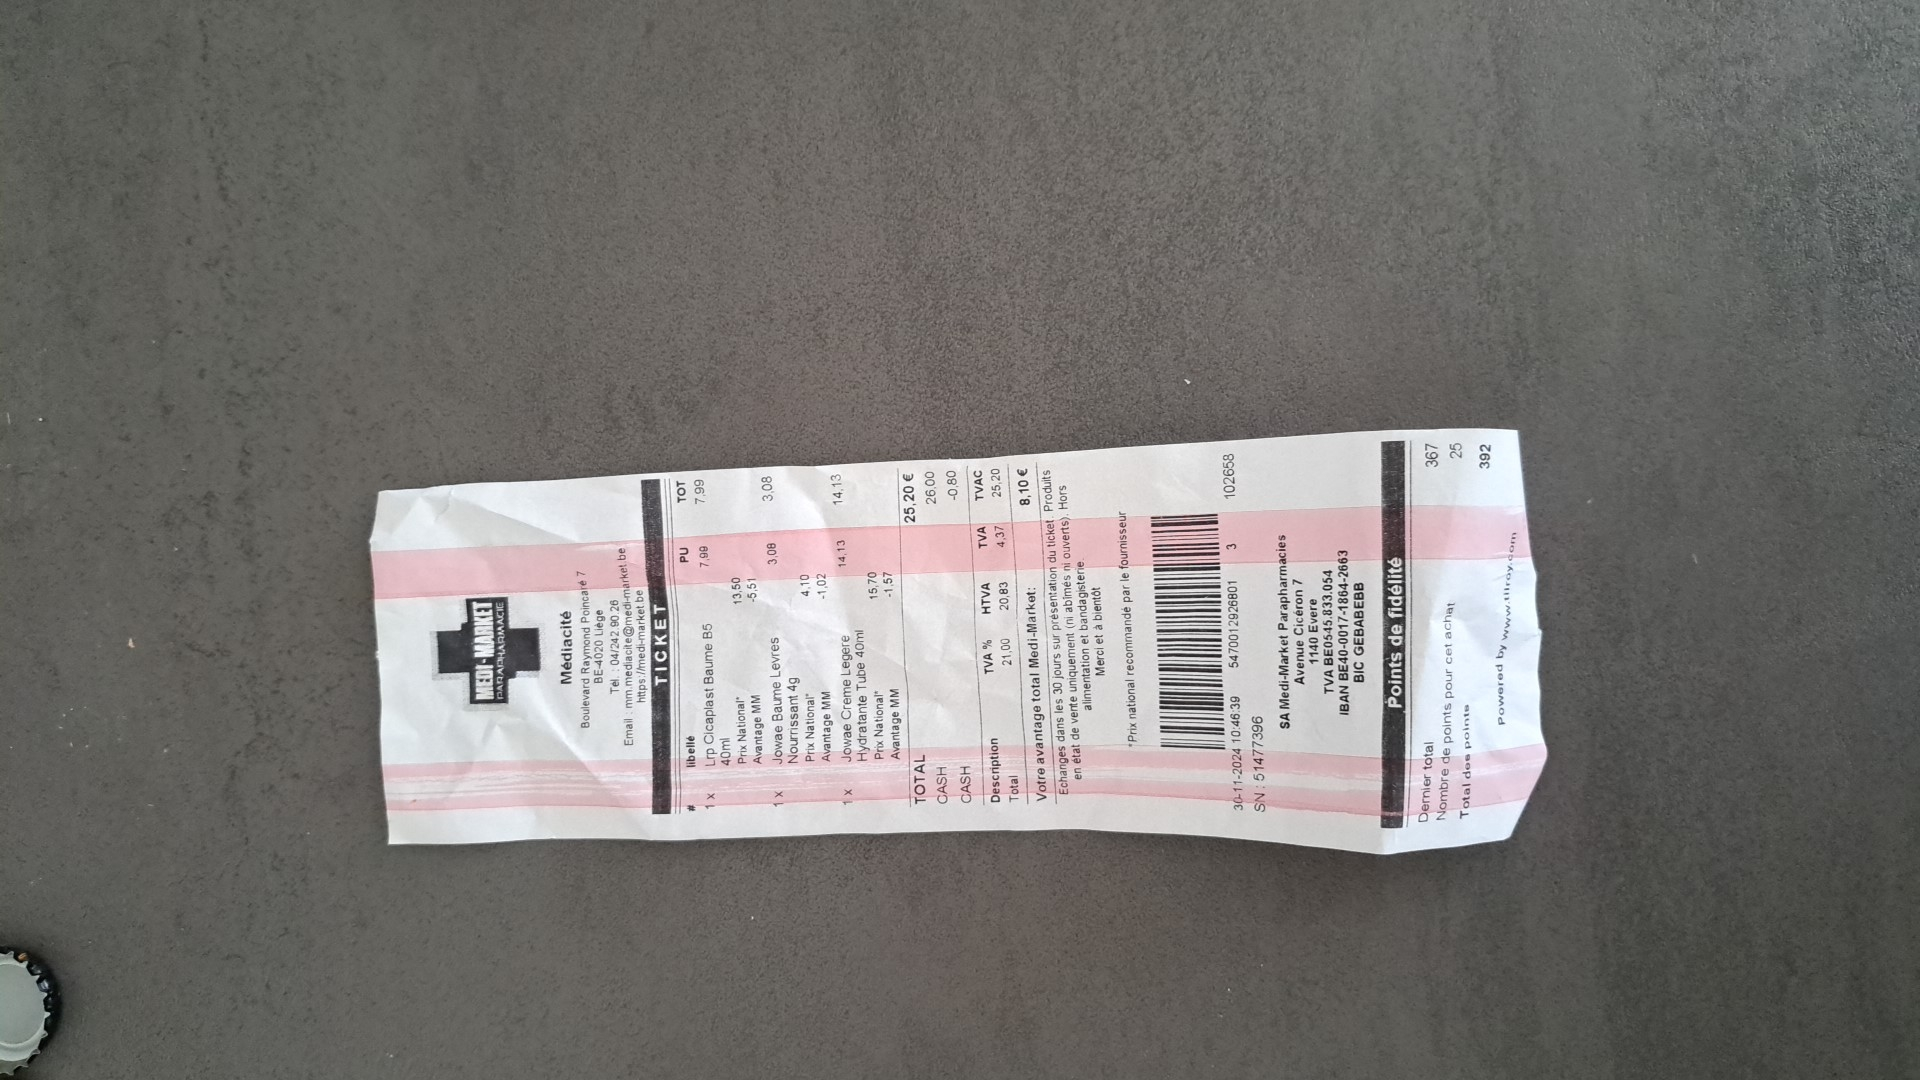 MEDI-MARKET
PARAPHARMACIE
Médiacité
Boulevard Raymond Poincaré 7
BE-4020 Liège
Tel. : 04/242.90.26
Email : mm.mediacite@medi-market.be
https://medi-market.be
TICKET
# libellé PU TOT
1 x Lrp Cicaplast Baume B5 7,99 7,99
40ml
Prix National* 13,50
Avantage MM -5,51
1 x Jowae Baume Levres 3,08 3,08
Nourrissant 4g
Prix National* 4,10
Avantage MM -1,02
1 x Jowae Creme Legere 14,13 14,13
Hydratante Tube 40ml
Prix National* 15,70
Avantage MM -1,57
TOTAL 25,20 €
CASH 26,00
CASH -0,80
Description TVA % HTVA TVA TVAC
Total 21,00 20,83 4,37 25,20
Votre avantage total Medi-Market: 8,10 €
Echanges dans les 30 jours sur présentation du ticket. Produits
en état de vente uniquement (ni abîmés ni ouverts). Hors
alimentation et bandagisterie.
Merci et à bientôt
*Prix national recommandé par le fournisseur
30-11-2024 10:46:39 5470012926801 3 102658
SN : 51477396
SA Medi-Market Parapharmacies
Avenue Cicéron 7
1140 Evere
TVA BE0545.833.054
IBAN BE40-0017-1864-2663
BIC GEBABEBB
Points de fidélité
Dernier total 367
Nombre de points pour cet achat 25
Total des points 392
Powered by www.tiroy.com